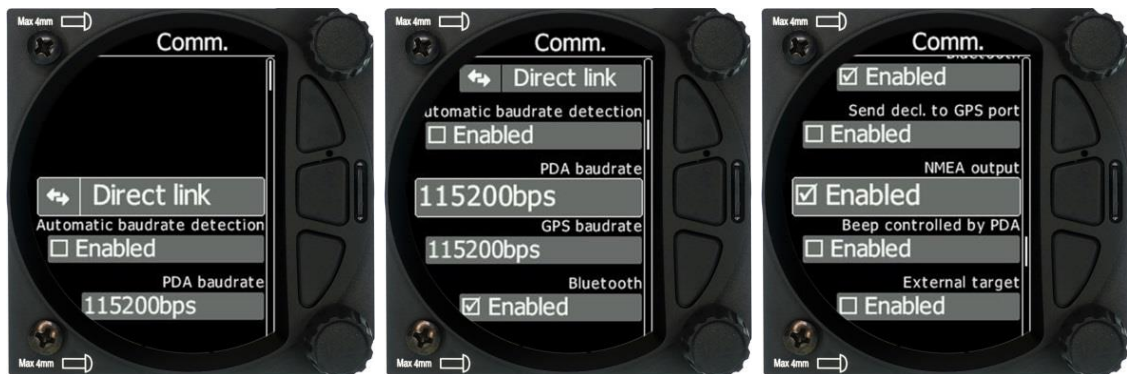 Max 4mm
Comm.
Direct link
Automatic baudrate detection
Enabled
PDA baudrate
115200bps
Max 4mm
Max 4mm
Comm.
Direct link
utomatic baudrate detection
Enabled
PDA baudrate
115200bps
GPS baudrate
115200bps
Bluetooth
Enabled
Max 4mm
Max 4mm
Comm.
Bluetooth
Enabled
Send decl. to GPS port
Enabled
NMEA output
Enabled
Beep controlled by PDA
Enabled
External target
Enabled
Max 4mm